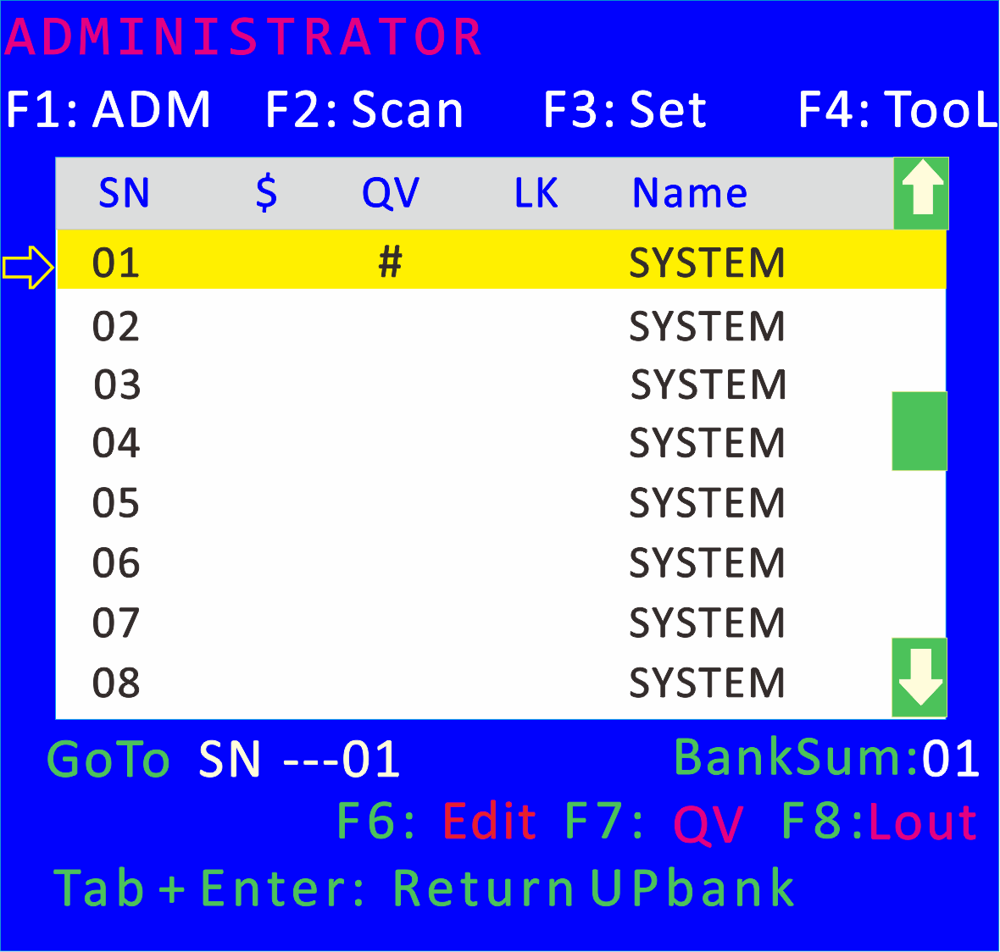 ADMINISTRATOR
F1: ADM F2: Scan F3: Set F4: TooL
SN $ QV LK Name
01 # SYSTEM
02 SYSTEM
03 SYSTEM
04 SYSTEM
05 SYSTEM
06 SYSTEM
07 SYSTEM
08 SYSTEM
GoTo SN ---01 BankSum:01
F6: Edit F7: QV F8:Lout
Tab+Enter: Return UPbank